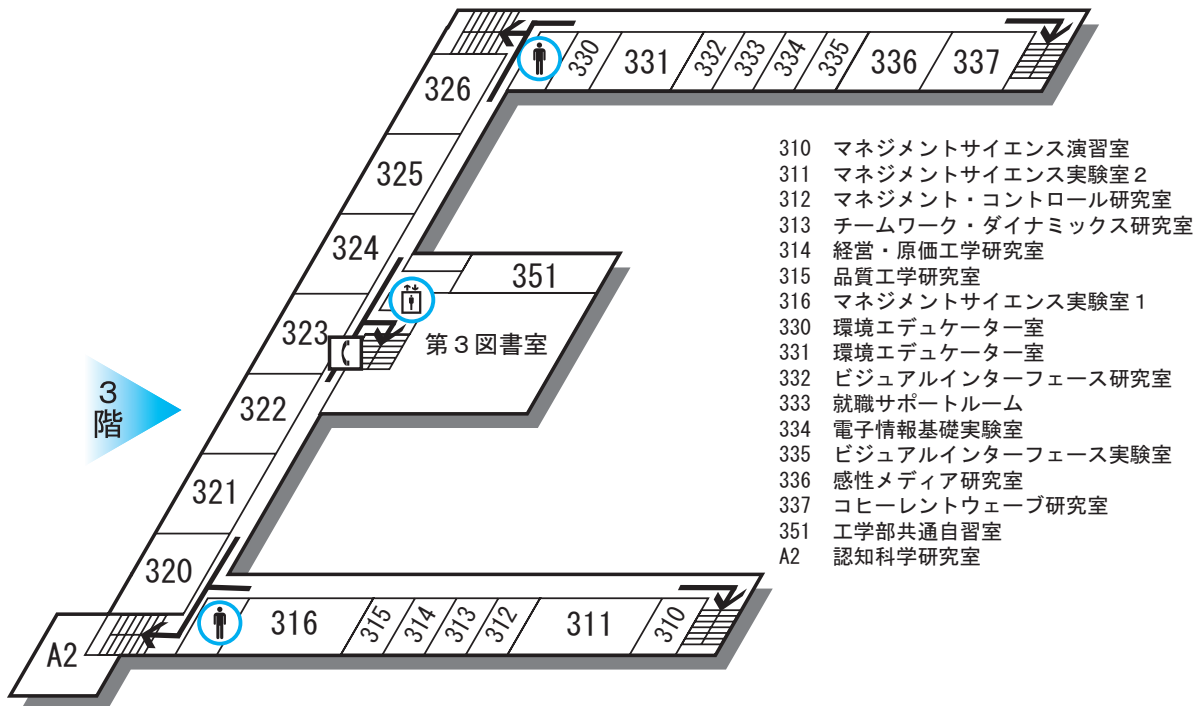 330
331
332
333
334
335
336
337
326
325
324
323
322
321
320
351
第３図書室
３
階
316
315
314
313
312
311
310
A2
310 マネジメントサイエンス演習室
311 マネジメントサイエンス実験室２
312 マネジメント・コントロール研究室
313 チームワーク・ダイナミックス研究室
314 経営・原価工学研究室
315 品質工学研究室
316 マネジメントサイエンス実験室１
330 環境エデュケーター室
331 環境エデュケーター室
332 ビジュアルインターフェース研究室
333 就職サポートルーム
334 電子情報基礎実験室
335 ビジュアルインターフェース実験室
336 感性メディア研究室
337 コヒーレントウェーブ研究室
351 工学部共通自習室
A2 認知科学研究室